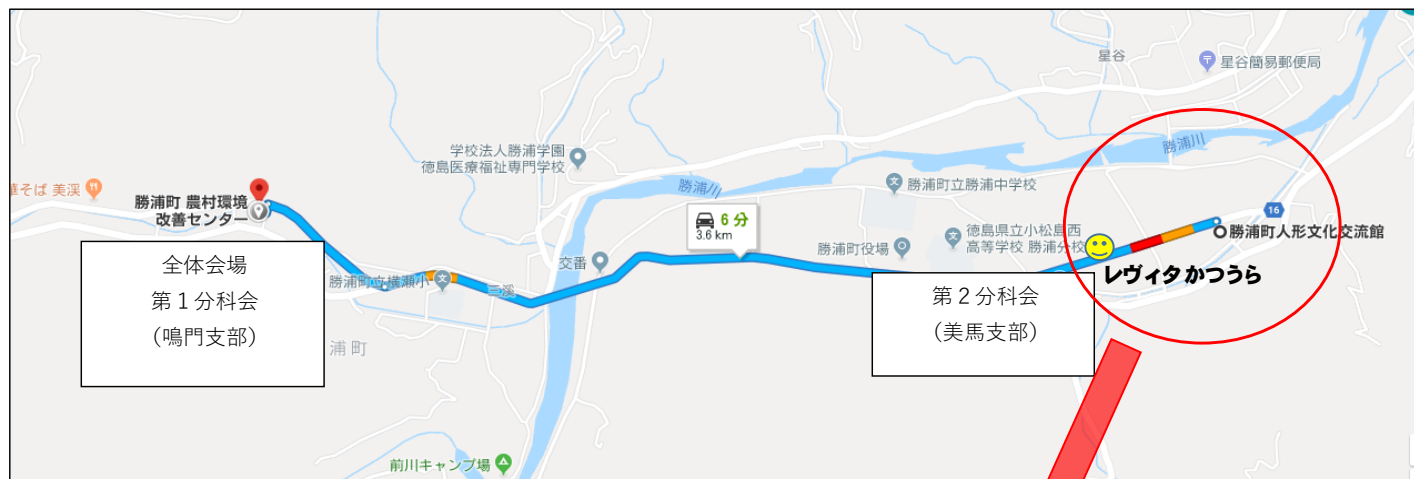 星谷
星谷簡易郵便局
勝浦川
学校法人勝浦学園
徳島医療福祉専門学校
勝浦川
勝浦町立勝浦中学校
華そば 美渓
勝浦町 農村環境
改善センター
6 分
3.6 km
16
徳島県立小松島西
高等学校 勝浦分校
勝浦町人形文化交流館
勝浦町役場
交番
レヴィタかつうら
全体会場
第1分科会
(鳴門支部)
勝浦町立横瀬小
三渓
第2分科会
(美馬支部)
浦町
前川キャンプ場